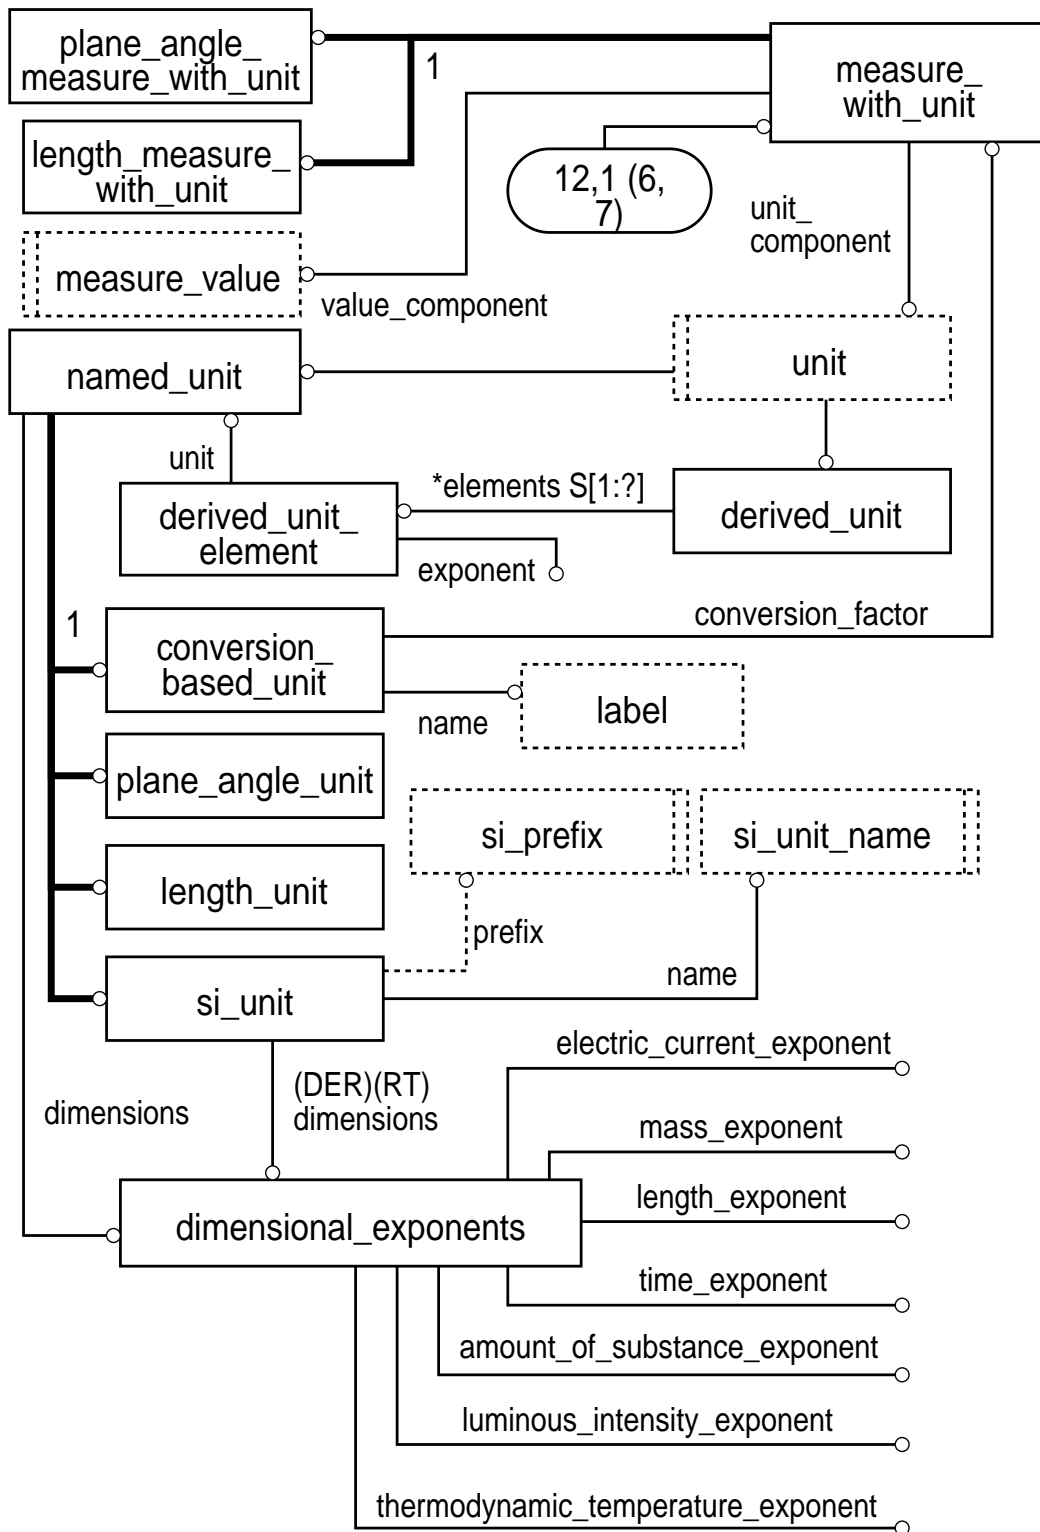 plane_angle_
measure_with_unit
1
measure_
with_unit
length_measure_
with_unit
12,1 (6,
7)
unit_
component
measure_value
value_component
named_unit
unit
unit
*elements S[1:?]
derived_unit_
element
derived_unit
exponent
1
conversion_factor
conversion_
based_unit
name
label
plane_angle_unit
si_prefix
si_unit_name
length_unit
prefix
name
si_unit
electric_current_exponent
(DER)(RT)
dimensions
dimensions
mass_exponent
length_exponent
dimensional_exponents
time_exponent
amount_of_substance_exponent
luminous_intensity_exponent
thermodynamic_temperature_exponent